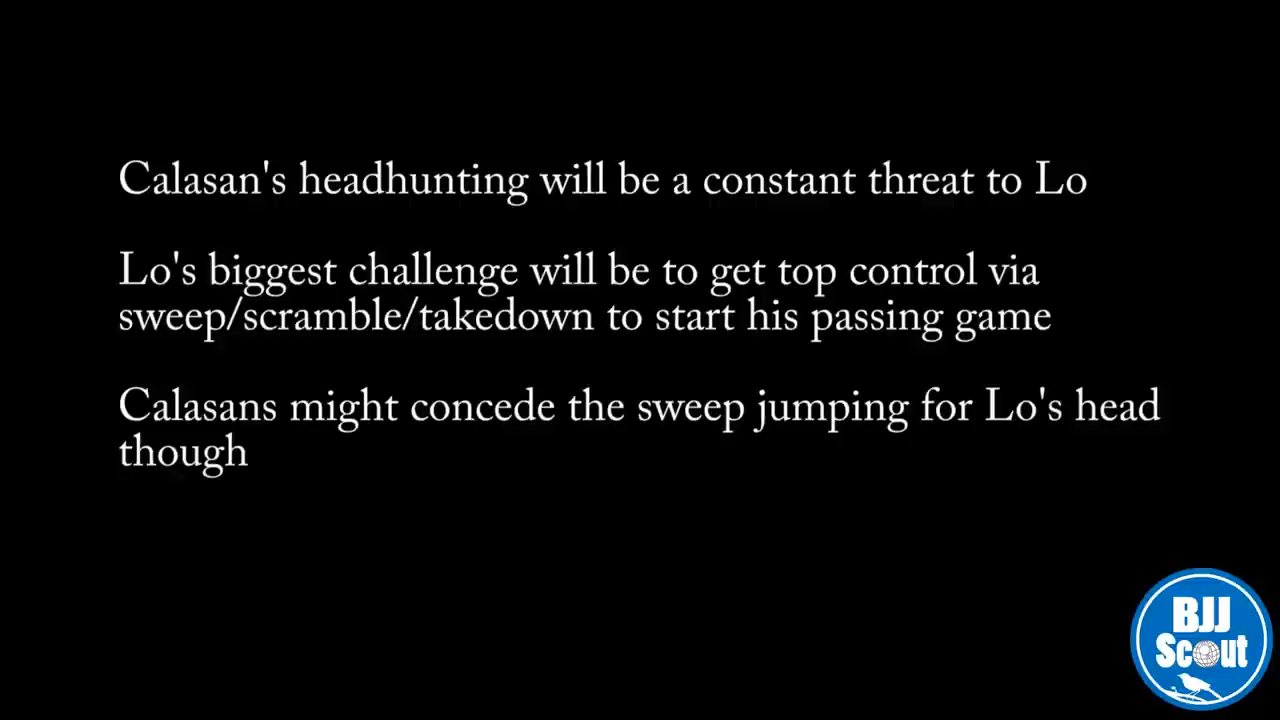 Calasan's headhunting will be a constant threat to Lo
Lo's biggest challenge will be to get top control via
sweep/scramble/takedown to start his passing game
Calasans might concede the sweep jumping for Lo's head
though
BJJ
Scout